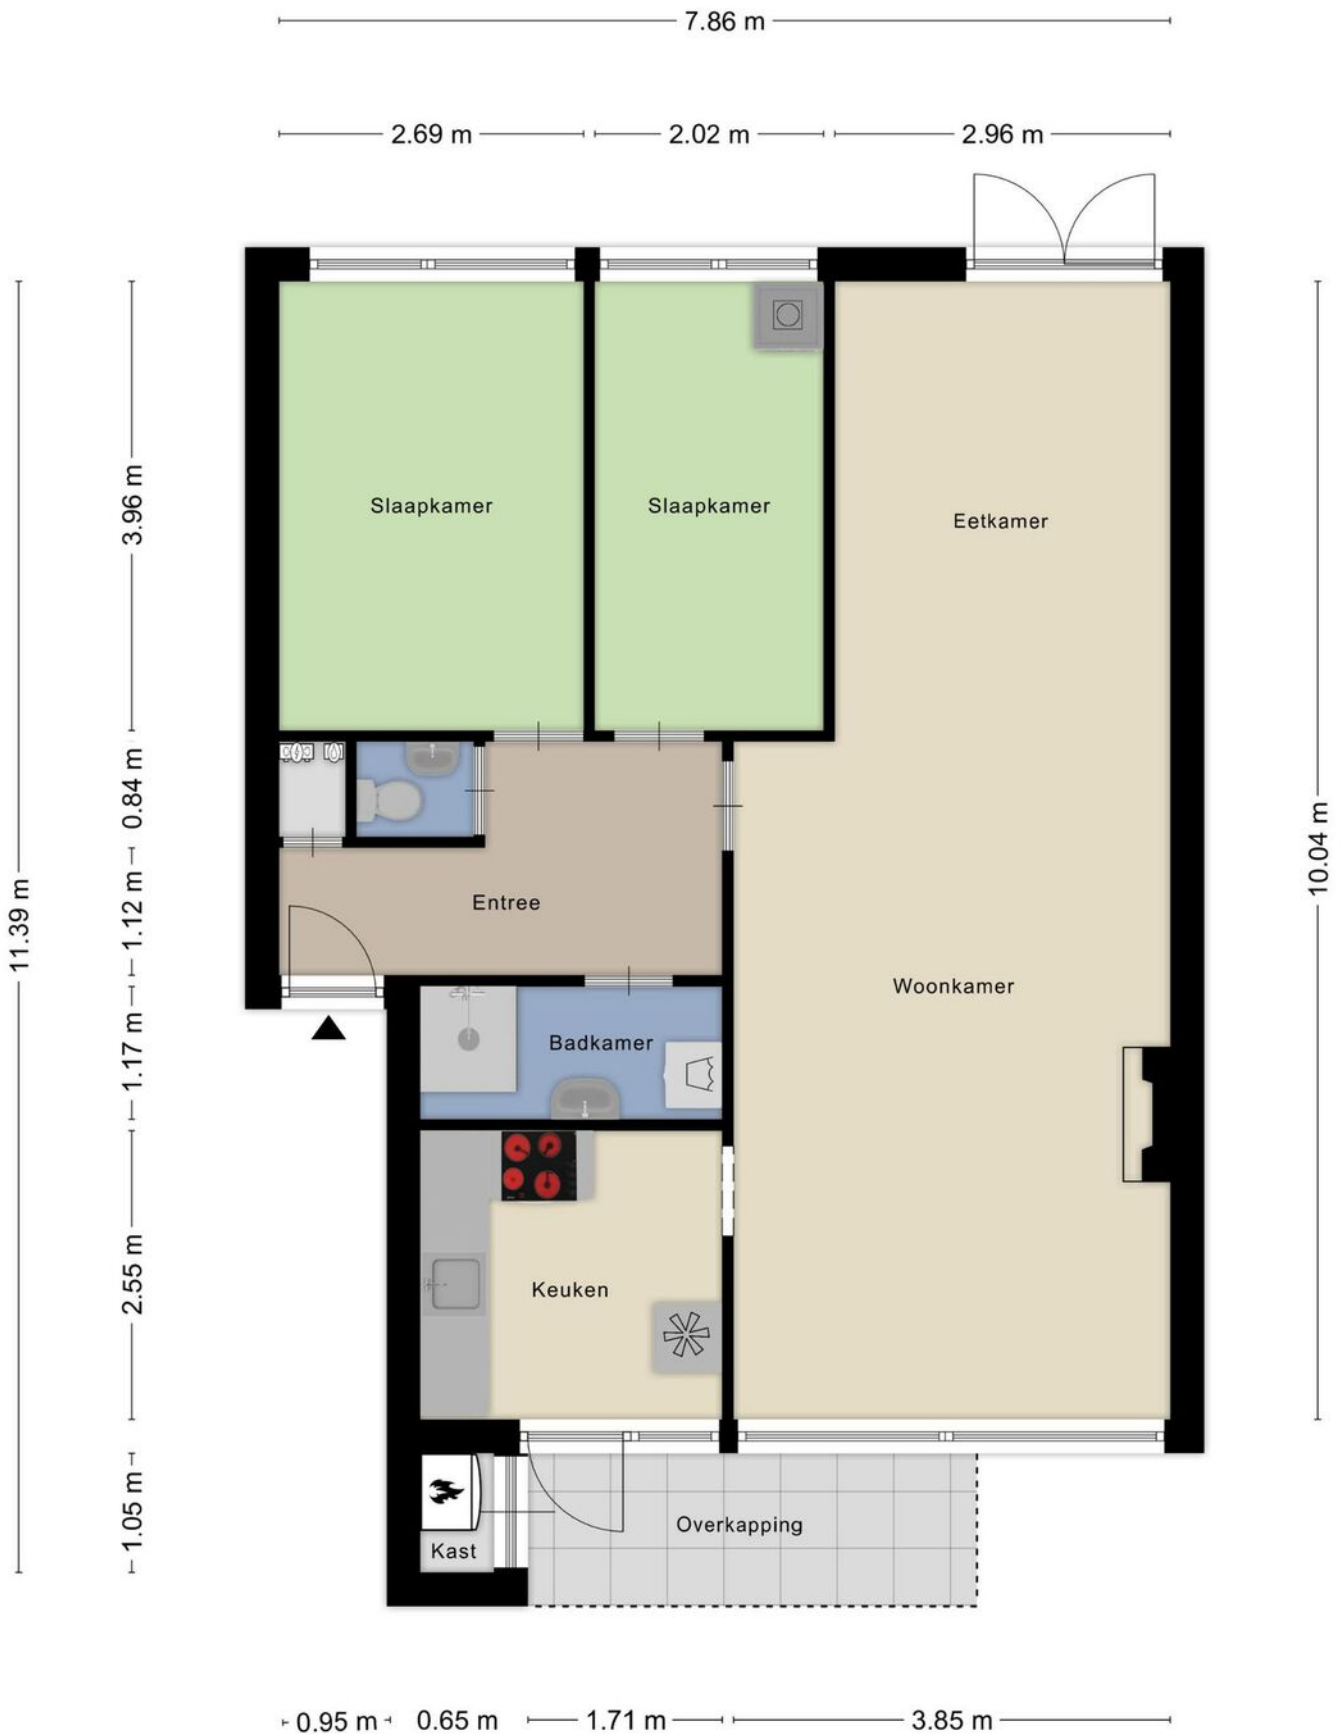 7.86 m
2.69 m
2.02 m
2.96 m
3.96 m
Slaapkamer
Slaapkamer
Eetkamer
0.84 m
10.04 m
11.39 m
1.12 m
Entree
Woonkamer
1.17 m
Badkamer
2.55 m
Keuken
1.05 m
Overkapping
Kast
0.95 m
0.65 m
1.71 m
3.85 m